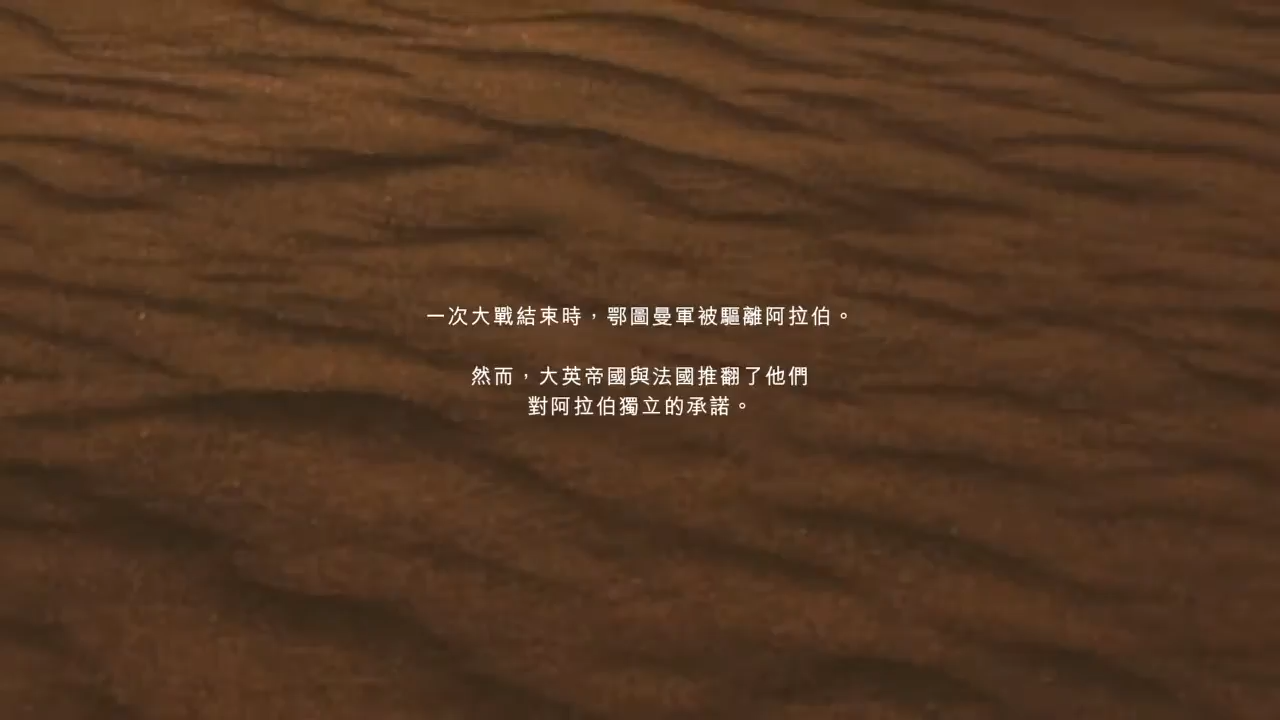 一次大戰結束時，鄂圖曼軍被驅離阿拉伯。
然而，大英帝國與法國推翻了他們
對阿拉伯獨立的承諾。